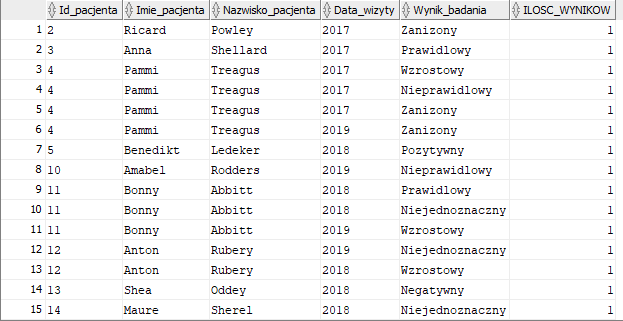 Id_pacjenta Imie_pacjenta Nazwisko_pacjenta Data_wizyty Wynik_badania ILOSC_WYNIKOW
1 2 Ricard Powley 2017 Zanizony 1
2 3 Anna Shellard 2017 Prawidlowy 1
3 4 Pammi Treagus 2017 Wzrostowy 1
4 4 Pammi Treagus 2017 Nieprawidlowy 1
5 4 Pammi Treagus 2017 Zanizony 1
6 4 Pammi Treagus 2019 Zanizony 1
7 5 Benedikt Ledeker 2018 Pozytywny 1
8 10 Amabel Rodders 2019 Nieprawidlowy 1
9 11 Bonny Abbitt 2018 Prawidlowy 1
10 11 Bonny Abbitt 2018 Niejednoznaczny 1
11 11 Bonny Abbitt 2019 Wzrostowy 1
12 12 Anton Rubery 2019 Niejednoznaczny 1
13 12 Anton Rubery 2018 Wzrostowy 1
14 13 Shea Oddey 2018 Negatywny 1
15 14 Maure Sherel 2018 Niejednoznaczny 1